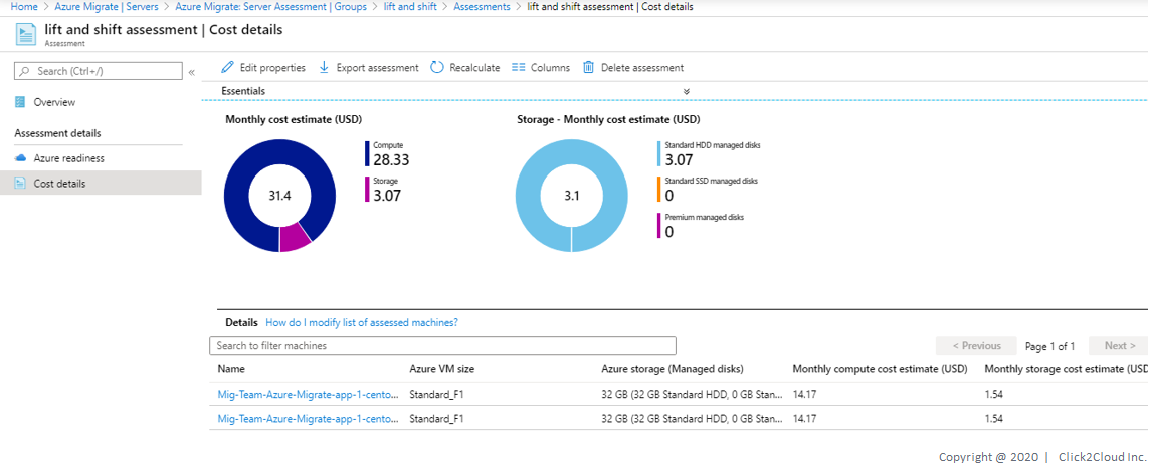 Home > Azure Migrate | Servers > Azure Migrate: Server Assessment | Groups > lift and shift > Assessments > lift and shift assessment | Cost details
lift and shift assessment | Cost details
Assessment
Search (Ctrl+/)
«
Overview
Assessment details
Azure readiness
Cost details
Edit properties
Export assessment
Recalculate
Columns
Delete assessment
Essentials
Monthly cost estimate (USD)
31.4
Compute
28.33
Storage
3.07
Storage - Monthly cost estimate (USD)
3.1
Standard HDD managed disks
3.07
Standard SSD managed disks
0
Premium managed disks
0
Details How do I modify list of assessed machines?
Search to filter machines
< Previous Page 1 of 1 Next >
Name Azure VM size Azure storage (Managed disks) Monthly compute cost estimate (USD) Monthly storage cost estimate (USD
Mig-Team-Azure-Migrate-app-1-cento... Standard_F1 32 GB (32 GB Standard HDD, 0 GB Stan... 14.17 1.54
Mig-Team-Azure-Migrate-app-1-cento... Standard_F1 32 GB (32 GB Standard HDD, 0 GB Stan... 14.17 1.54
Copyright @ 2020 | Click2Cloud Inc.